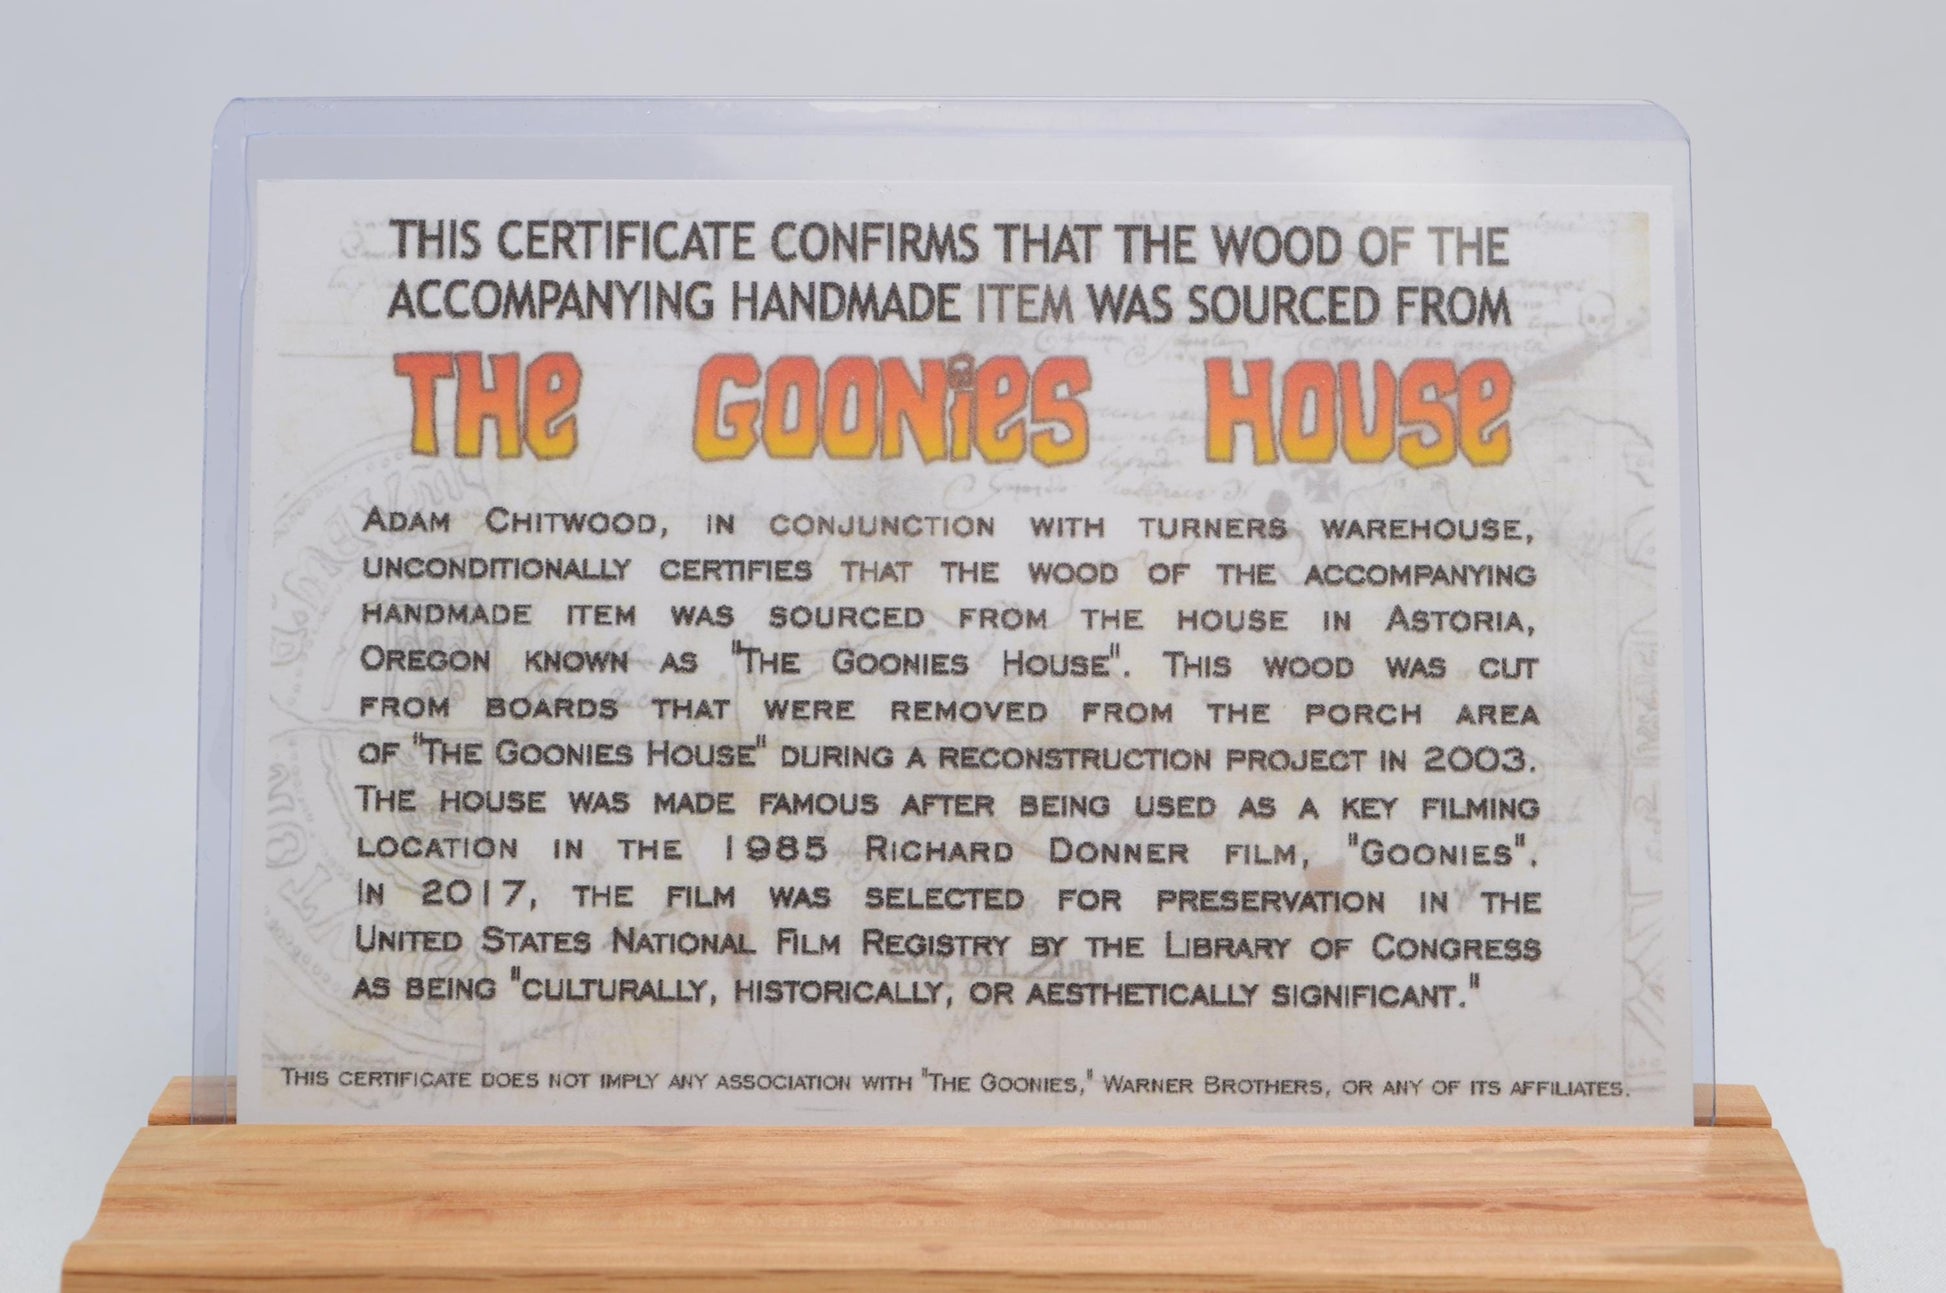 THIS CERTIFICATE CONFIRMS THAT THE WOOD OF THE
ACCOMPANYING HANDMADE ITEM WAS SOURCED FROM
THE GOONIES HOUSE
ADAM CHITWOOD, IN CONJUNCTION WITH TURNERS WAREHOUSE,
UNCONDITIONALLY CERTIFIES THAT THE WOOD OF THE ACCOMPANYING
HANDMADE ITEM WAS SOURCED FROM THE HOUSE IN ASTORIA,
OREGON KNOWN AS "THE GOONIES HOUSE". THIS WOOD WAS CUT
FROM BOARDS THAT WERE REMOVED FROM THE PORCH AREA
OF "THE GOONIES HOUSE" DURING A RECONSTRUCTION PROJECT IN 2003.
THE HOUSE WAS MADE FAMOUS AFTER BEING USED AS A KEY FILMING
LOCATION IN THE 1985 RICHARD DONNER FILM, "GOONIES".
IN 2017, THE FILM WAS SELECTED FOR PRESERVATION IN THE
UNITED STATES NATIONAL FILM REGISTRY BY THE LIBRARY OF CONGRESS
AS BEING "CULTURALLY, HISTORICALLY, OR AESTHETICALLY SIGNIFICANT."
THIS CERTIFICATE DOES NOT IMPLY ANY ASSOCIATION WITH "THE GOONIES," WARNER BROTHERS, OR ANY OF ITS AFFILIATES.